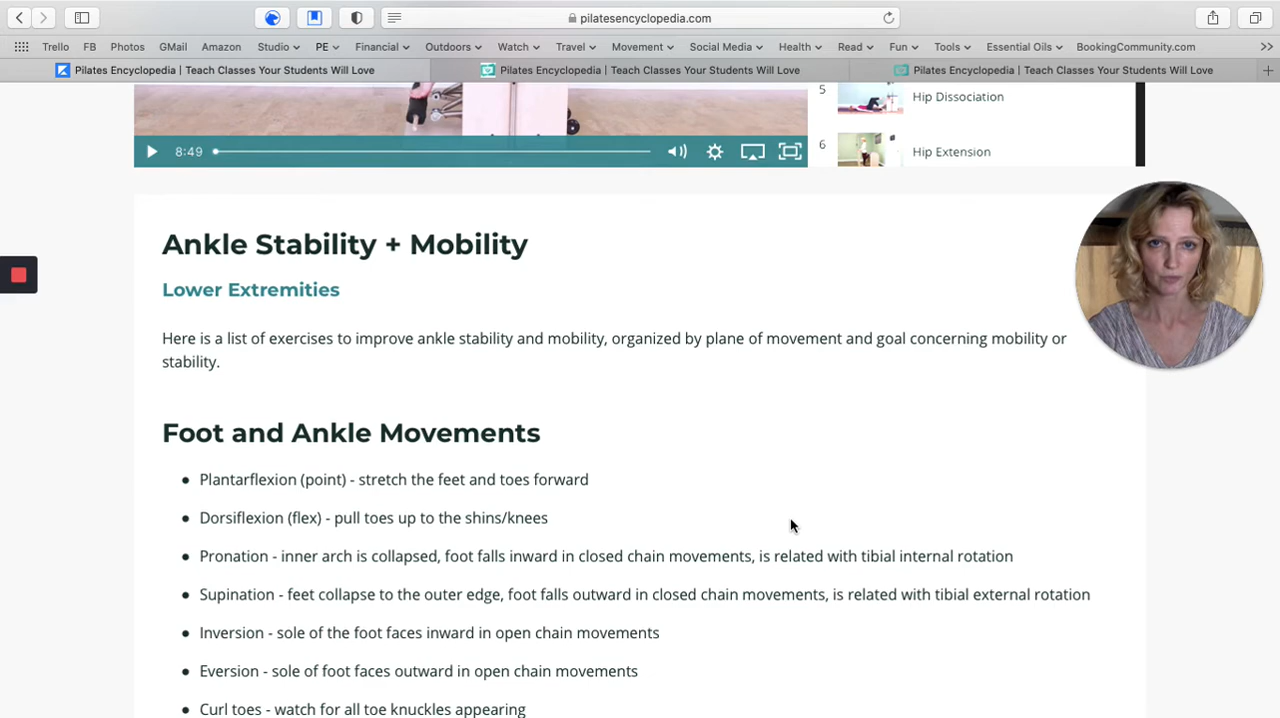 pilatesencyclopedia.com
Trello FB Photos GMail Amazon Studio PE Financial Outdoors Watch Travel Movement Social Media Health Read Fun Tools Essential Oils BookingCommunity.com
Pilates Encyclopedia | Teach Classes Your Students Will Love Pilates Encyclopedia | Teach Classes Your Students Will Love Pilates Encyclopedia | Teach Classes Your Students Will Love
5 Hip Dissociation
8:49
6 Hip Extension
Ankle Stability + Mobility
Lower Extremities
Here is a list of exercises to improve ankle stability and mobility, organized by plane of movement and goal concerning mobility or
stability.
Foot and Ankle Movements
Plantarflexion (point) - stretch the feet and toes forward
Dorsiflexion (flex) - pull toes up to the shins/knees
Pronation - inner arch is collapsed, foot falls inward in closed chain movements, is related with tibial internal rotation
Supination - feet collapse to the outer edge, foot falls outward in closed chain movements, is related with tibial external rotation
Inversion - sole of the foot faces inward in open chain movements
Eversion - sole of foot faces outward in open chain movements
Curl toes - watch for all toe knuckles appearing